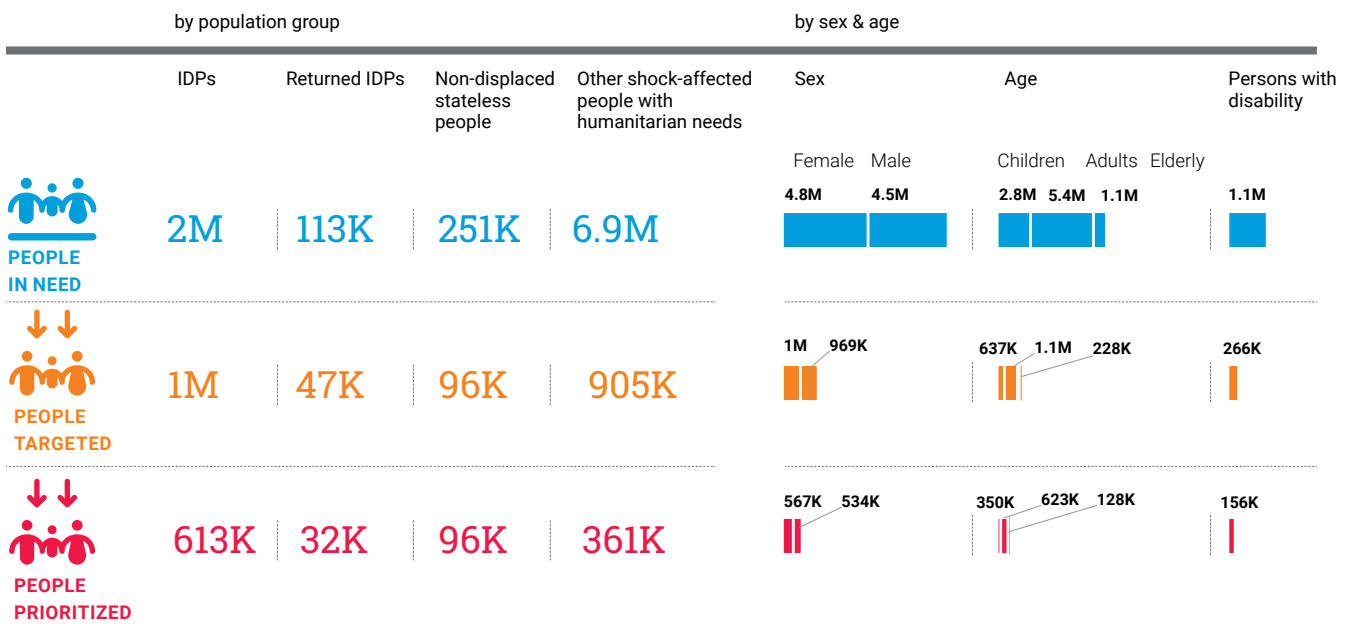 by population group
by sex & age
IDPs
Returned IDPs
Non-displaced
stateless
people
Other shock-affected
people with
humanitarian needs
Sex
Age
Persons with
disability
Female Male
Children Adults Elderly
PEOPLE
IN NEED
2M 113K 251K 6.9M
4.8M 4.5M
2.8M 5.4M 1.1M
1.1M
PEOPLE
TARGETED
1M 47K 96K 905K
1M 969K
637K 1.1M 228K
266K
PEOPLE
PRIORITIZED
613K 32K 96K 361K
567K 534K
350K 623K 128K
156K